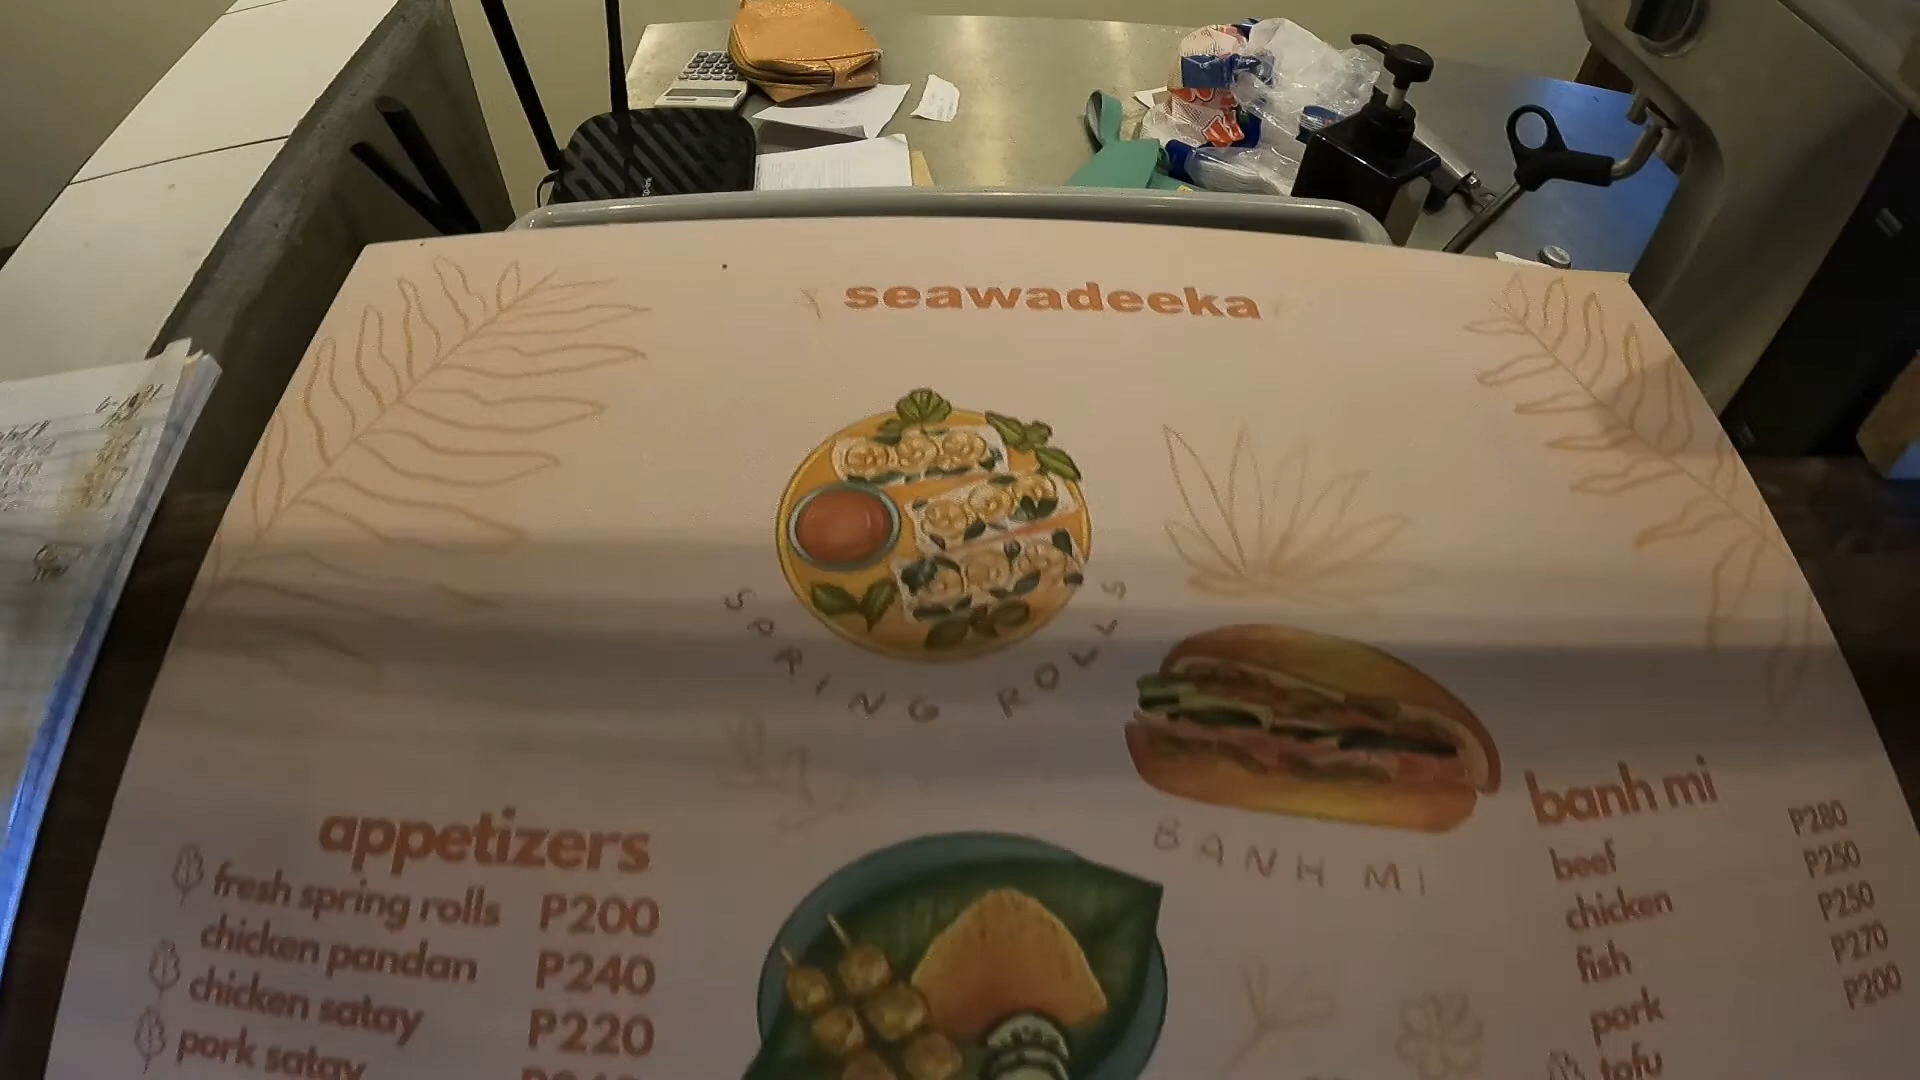 seawadeeka
SPRING ROLLS
BANH MI
appetizers
fresh spring rolls P200
chicken pandan P240
chicken satay P220
pork satay
banh mi
beef P280
chicken P250
fish P250
pork P270
tofu P200